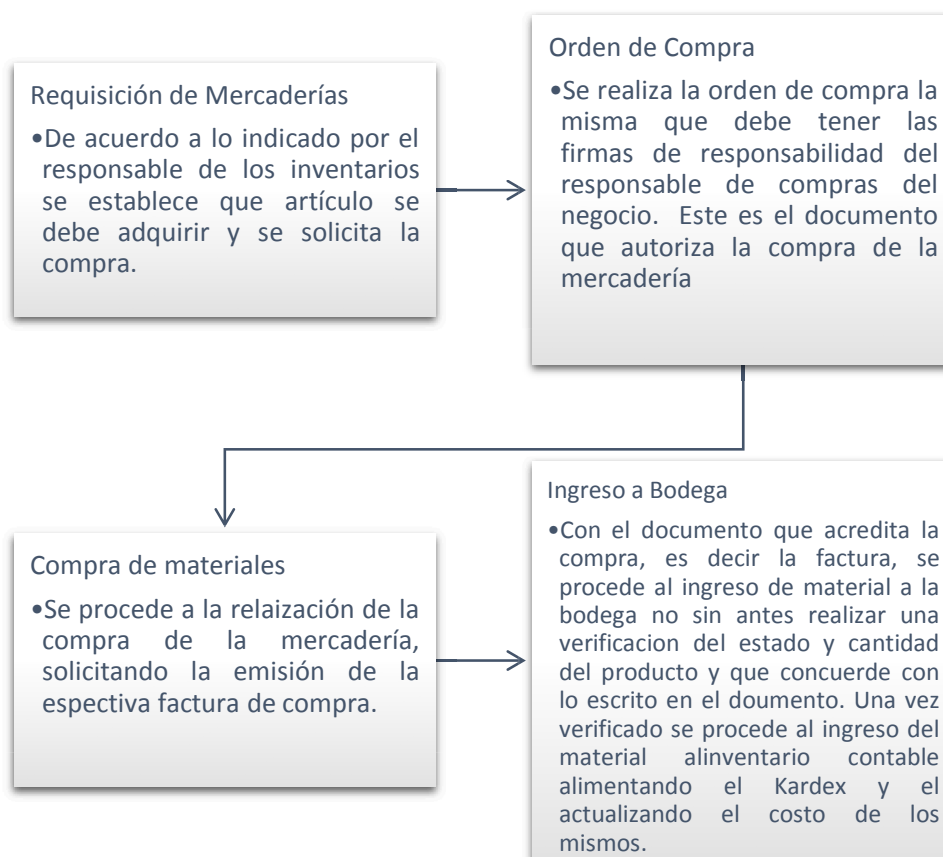 Requisición de Mercaderías
•De acuerdo a lo indicado por el
responsable de los inventarios
se establece que artículo se
debe adquirir y se solicita la
compra.
Orden de Compra
•Se realiza la orden de compra la
misma que debe tener las
firmas de responsabilidad del
responsable de compras del
negocio. Este es el documento
que autoriza la compra de la
mercadería
Compra de materiales
•Se procede a la relaización de la
compra de la mercadería,
solicitando la emisión de la
espectiva factura de compra.
Ingreso a Bodega
•Con el documento que acredita la
compra, es decir la factura, se
procede al ingreso de material a la
bodega no sin antes realizar una
verificacion del estado y cantidad
del producto y que concuerde con
lo escrito en el doumento. Una vez
verificado se procede al ingreso del
material alinventario contable
alimentando el Kardex y el
actualizando el costo de los
mismos.